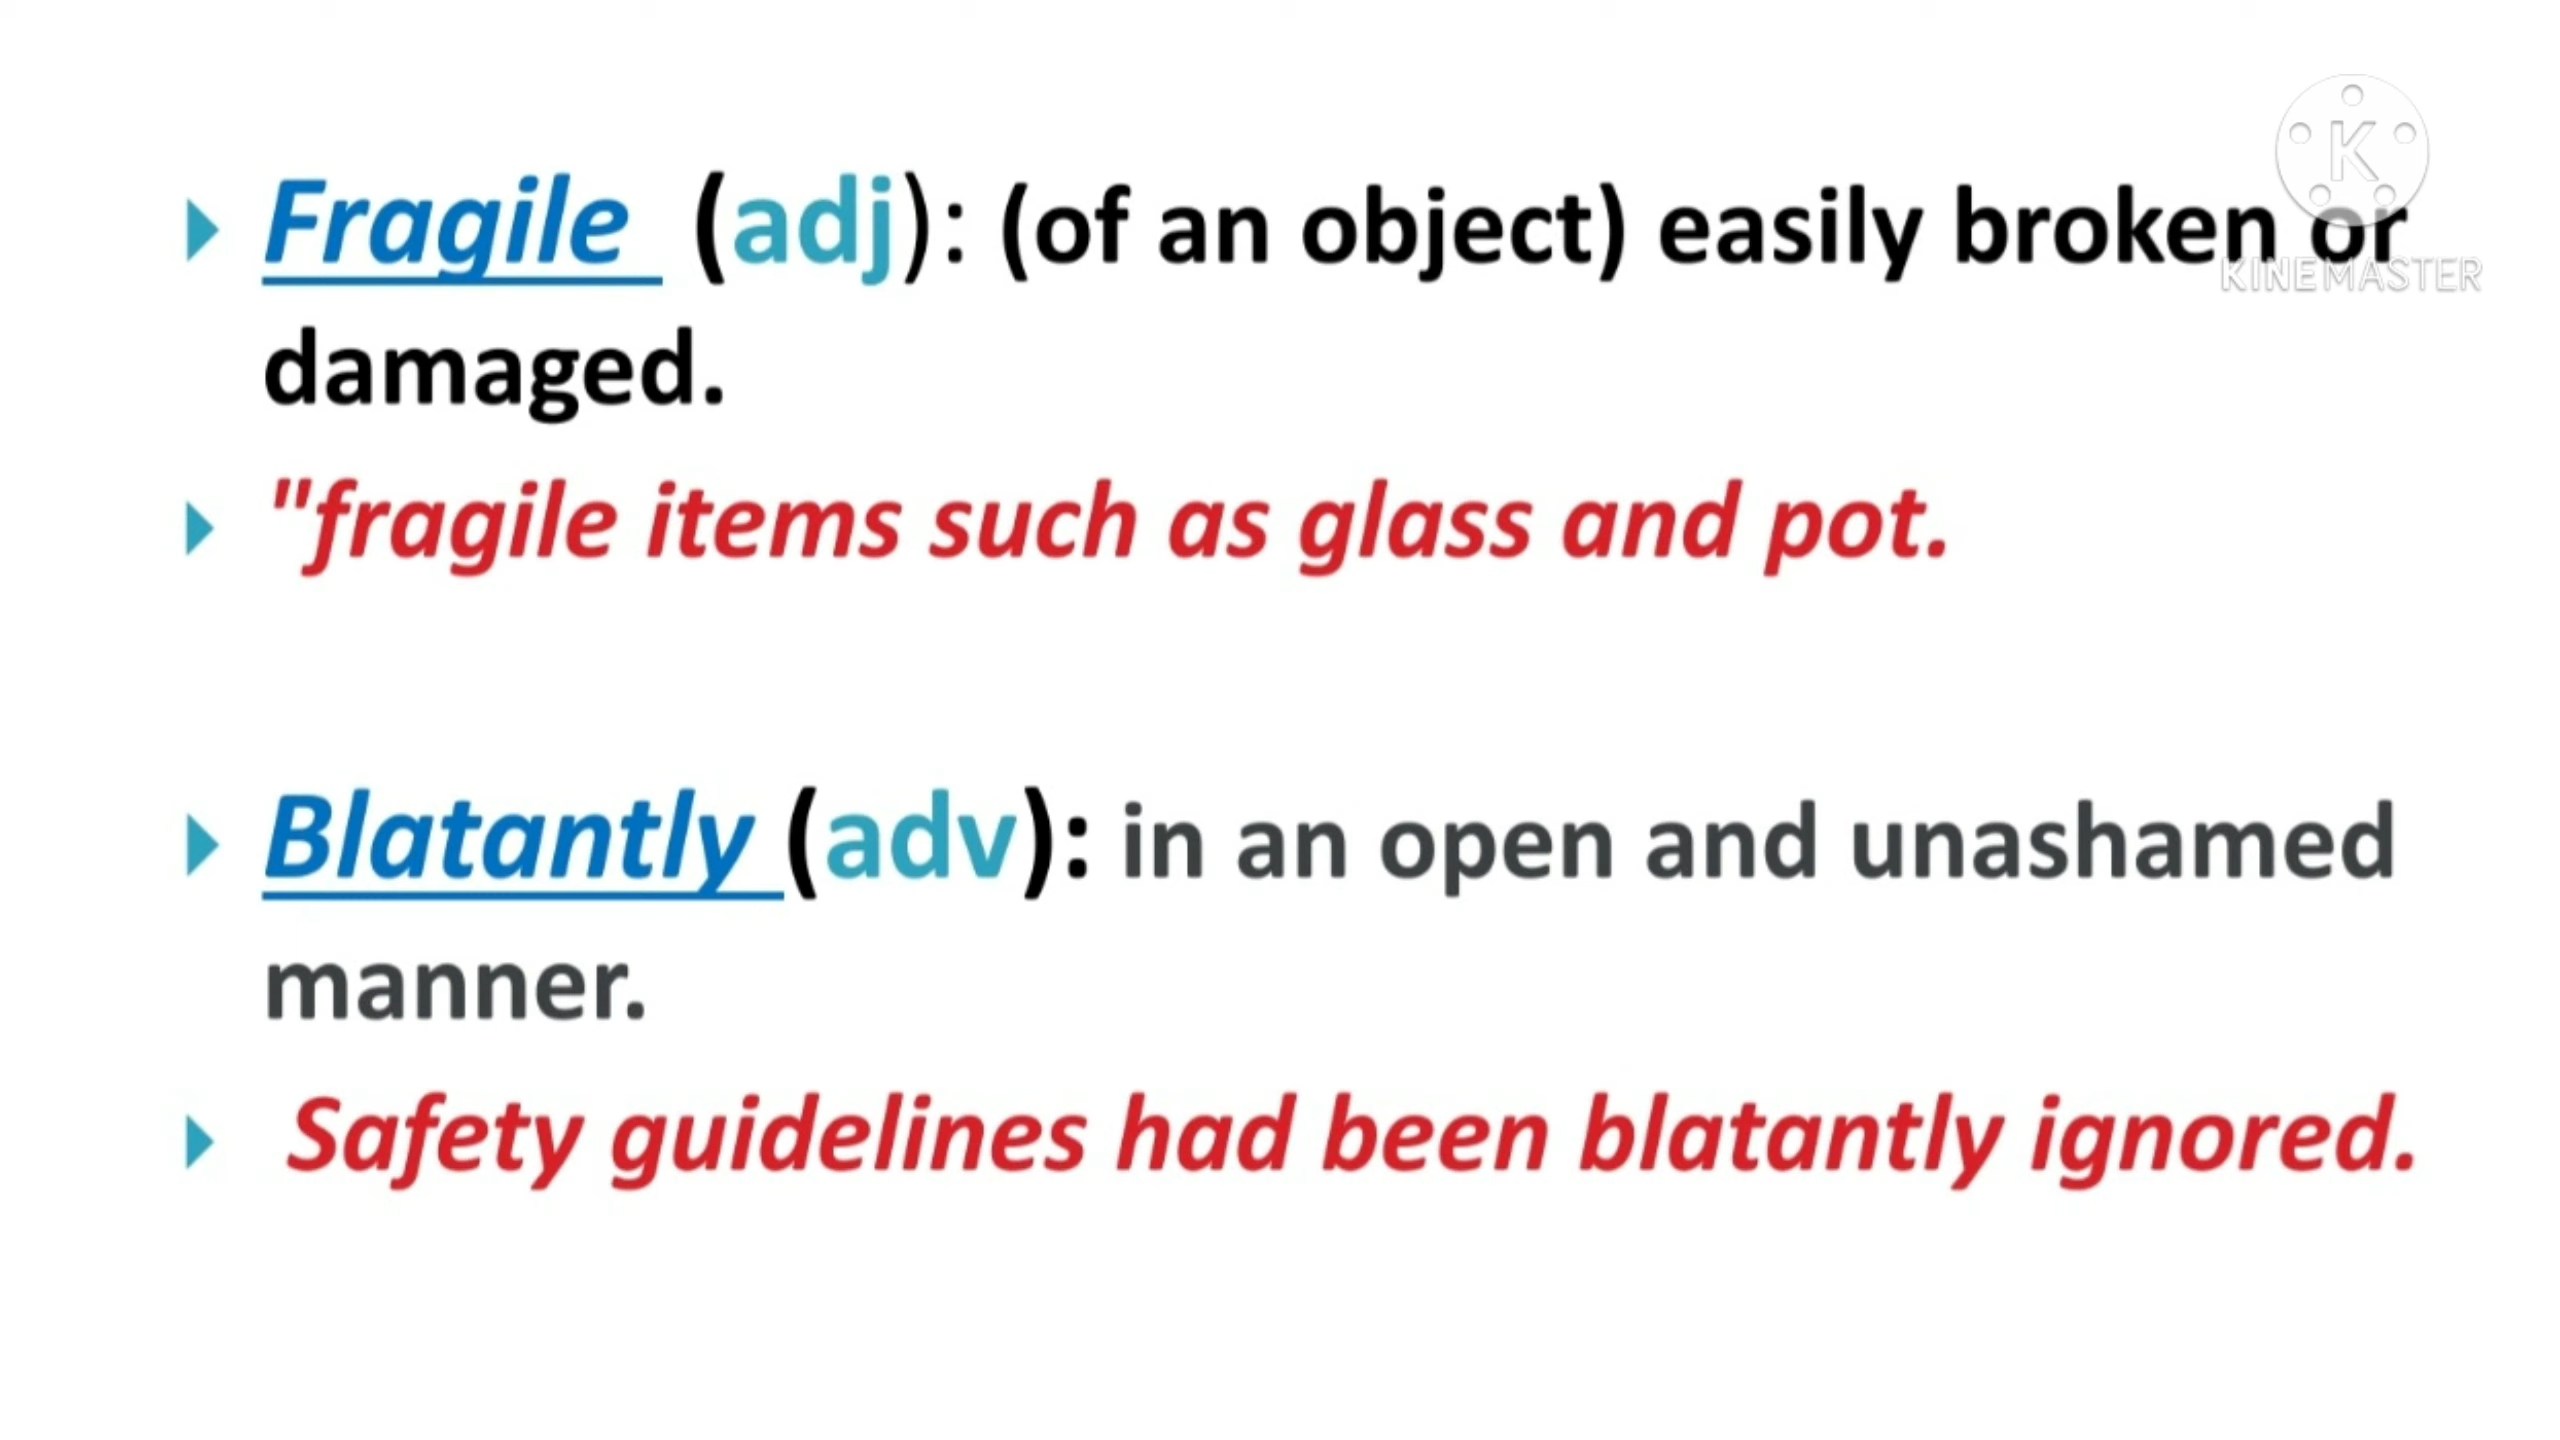 Fragile (adj): (of an object) easily broken or
damaged.
"fragile items such as glass and pot.
Blatantly (adv): in an open and unashamed
manner.
Safety guidelines had been blatantly ignored.
K
KINEMASTER